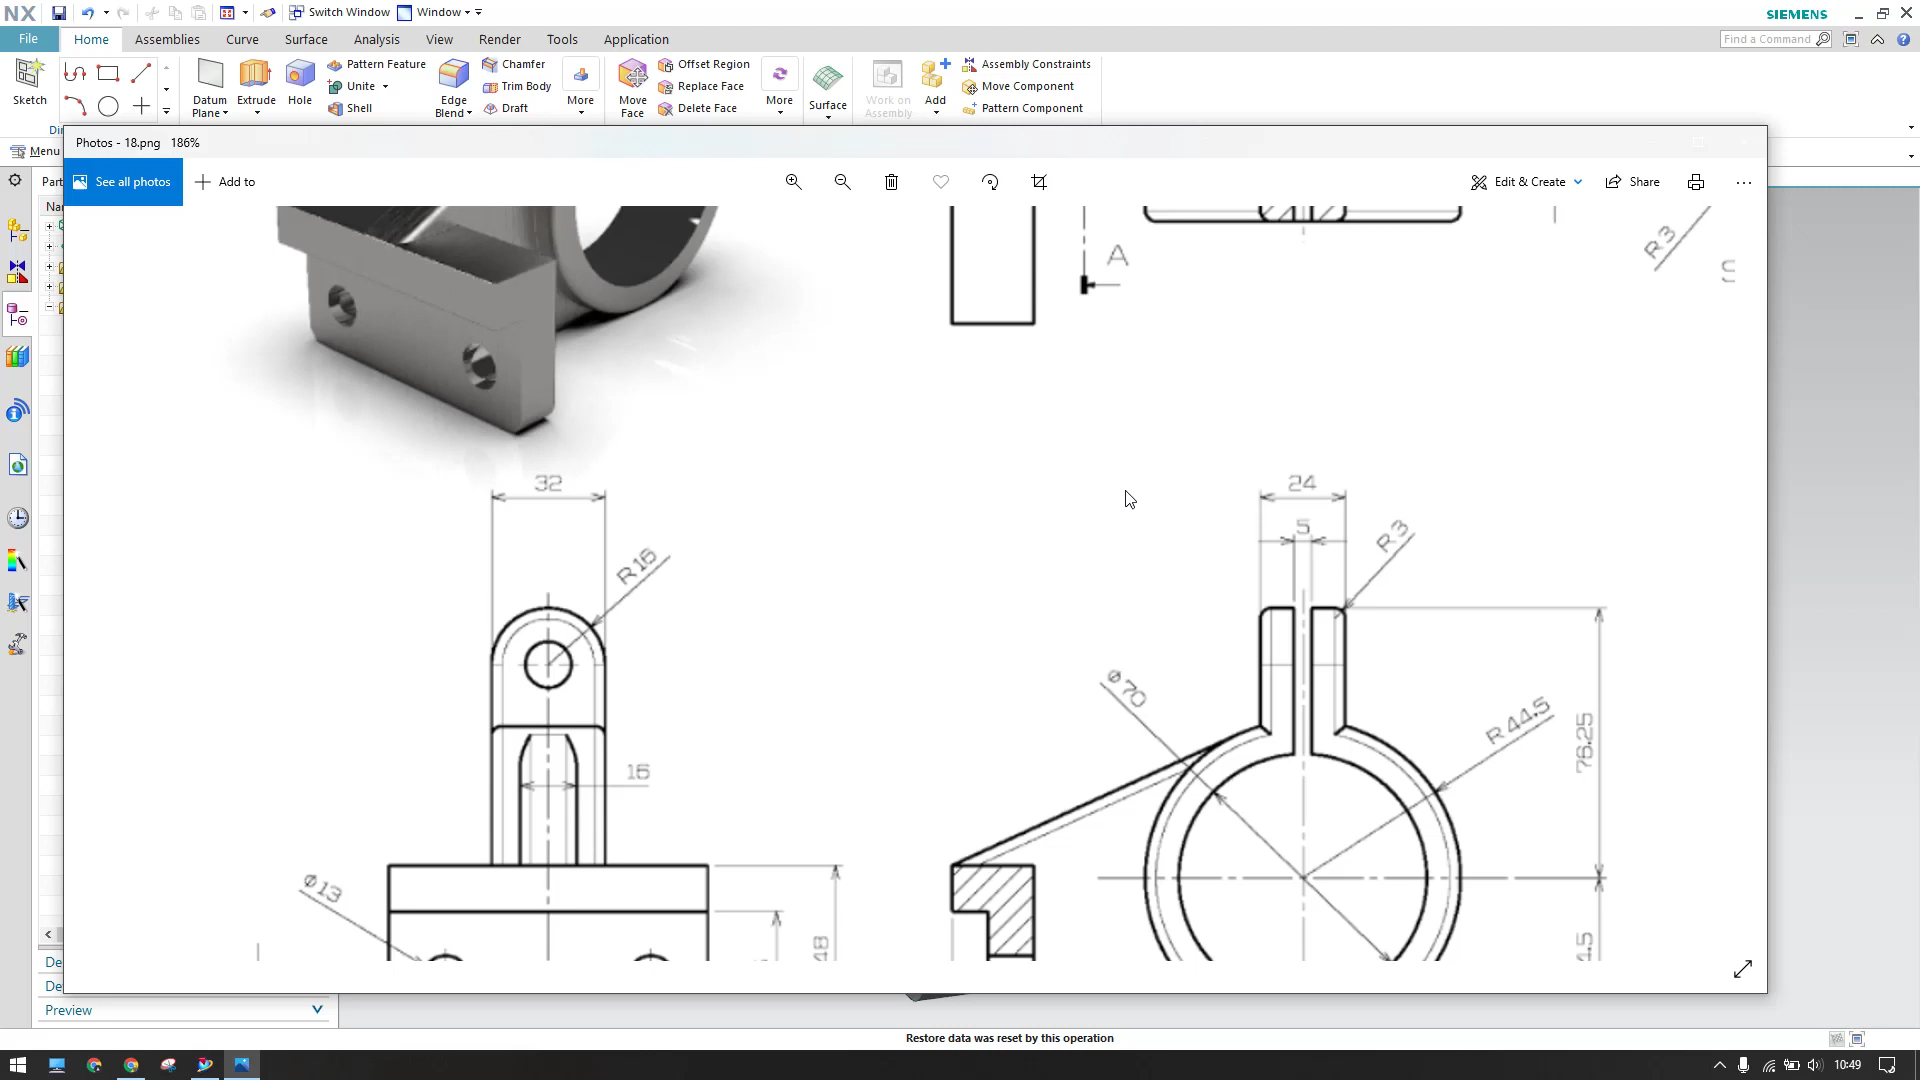 NX Switch Window Window SIEMENS
File Home Assemblies Curve Surface Analysis View Render Tools Application Find a Command
Sketch Datum Plane Extrude Hole Pattern Feature Unite Shell Edge Blend Chamfer Trim Body Draft More Move Face Offset Region Replace Face Delete Face More Surface Work on Assembly Add Assembly Constraints Move Component Pattern Component
Menu
Photos - 18.png 186%
See all photos Add to Edit & Create Share
Part
A
R3
32
24
5
R3
R16
Ø70
R44.5
76.25
16
Ø13
48
Preview
Restore data was reset by this operation
10:49